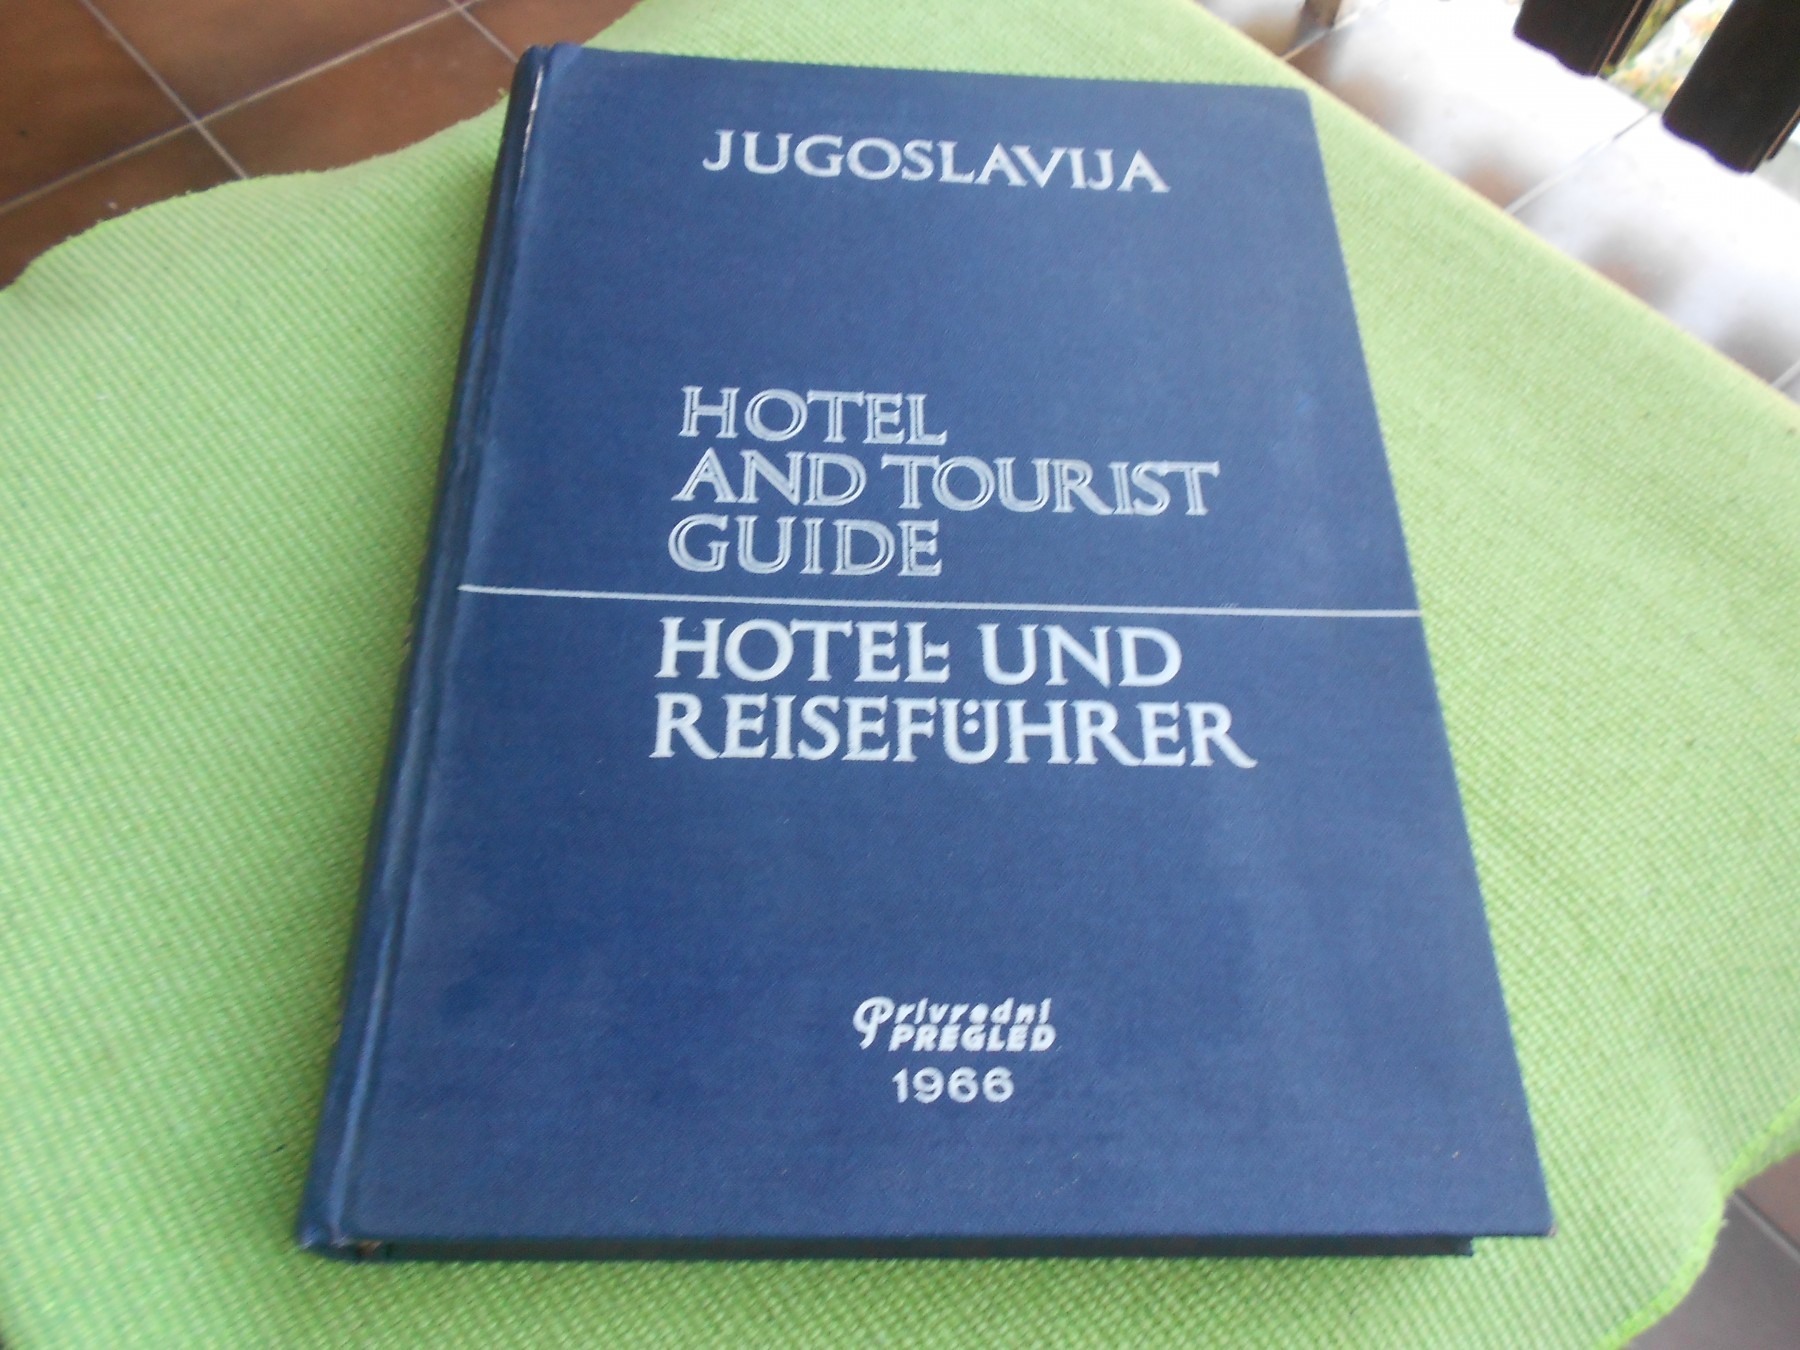 JUGOSLAVIJA
HOTEL
AND TOURIST
GUIDE
HOTEL- UND
REISEFÜHRER
Privredni
PREGLED
1966